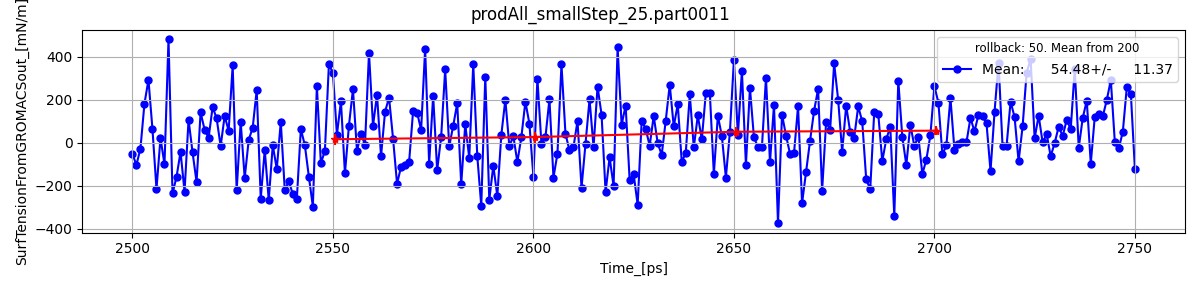 prodAll_smallStep_25.part0011
SurfTensionFromGROMACSout_[mN/m]
400
200
0
−200
−400
rollback: 50. Mean from 200
Mean: 54.48+/- 11.37
2500
2550
2600
2650
2700
2750
Time_[ps]